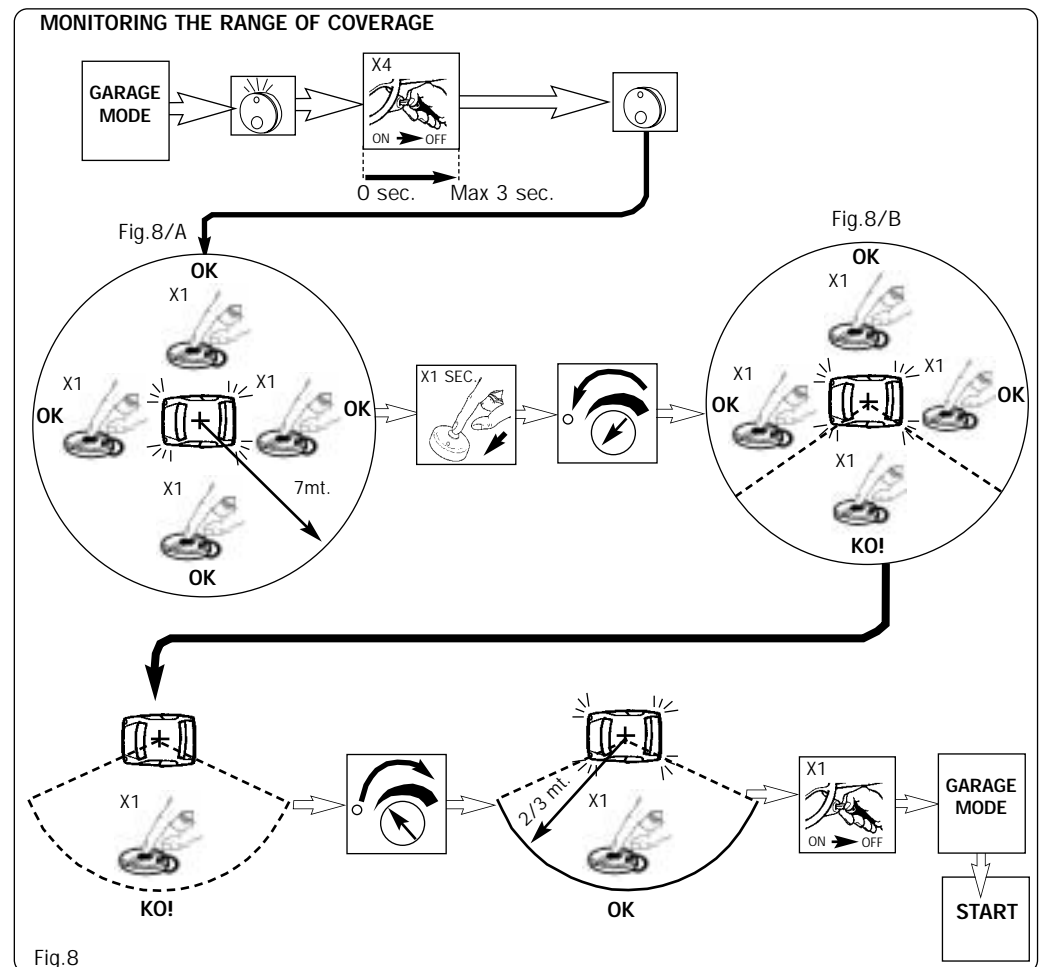 MONITORING THE RANGE OF COVERAGE
GARAGE
MODE
X4
ON OFF
0 sec. Max 3 sec.
Fig.8/A
OK
X1
X1
OK
X1
OK
X1
7mt.
OK
X1 SEC.
Fig.8/B
OK
X1
X1
OK
X1
OK
X1
KO!
X1
KO!
2/3 mt.
X1
OK
X1
ON OFF
GARAGE
MODE
START
Fig.8